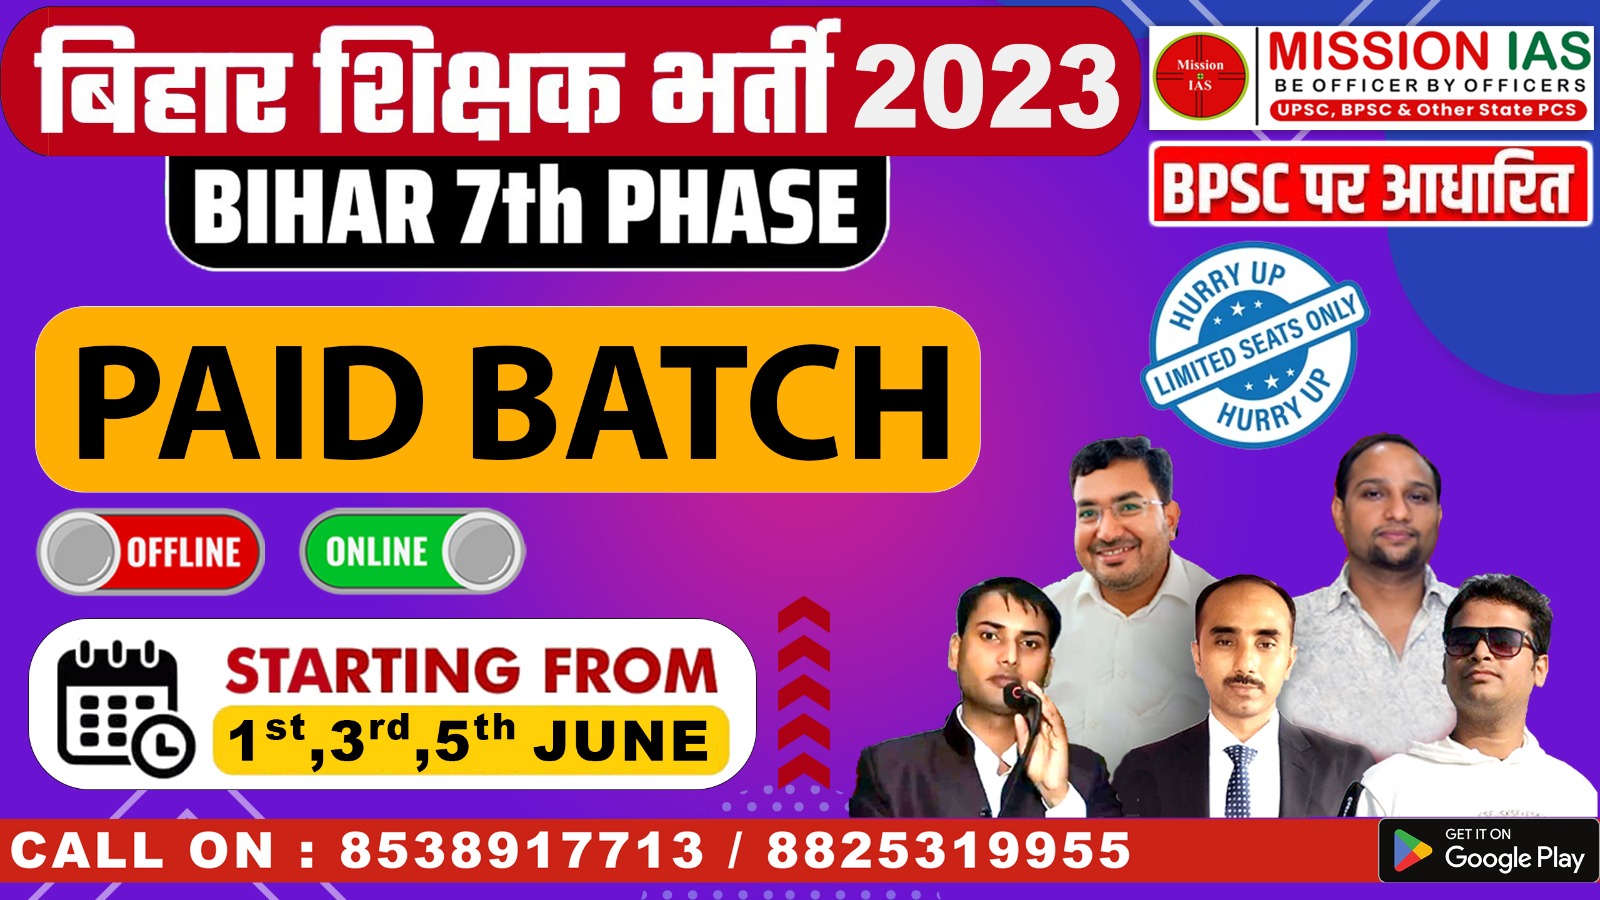 बिहार शिक्षक भर्ती 2023
BIHAR 7th PHASE
Mission
IAS
MISSION IAS
BE OFFICER BY OFFICERS
UPSC, BPSC & Other State PCS
BPSC पर आधारित
HURRY UP
LIMITED SEATS ONLY
HURRY UP
PAID BATCH
OFFLINE
ONLINE
STARTING FROM
1st,3rd,5th JUNE
CALL ON : 8538917713 / 8825319955
GET IT ON
Google Play